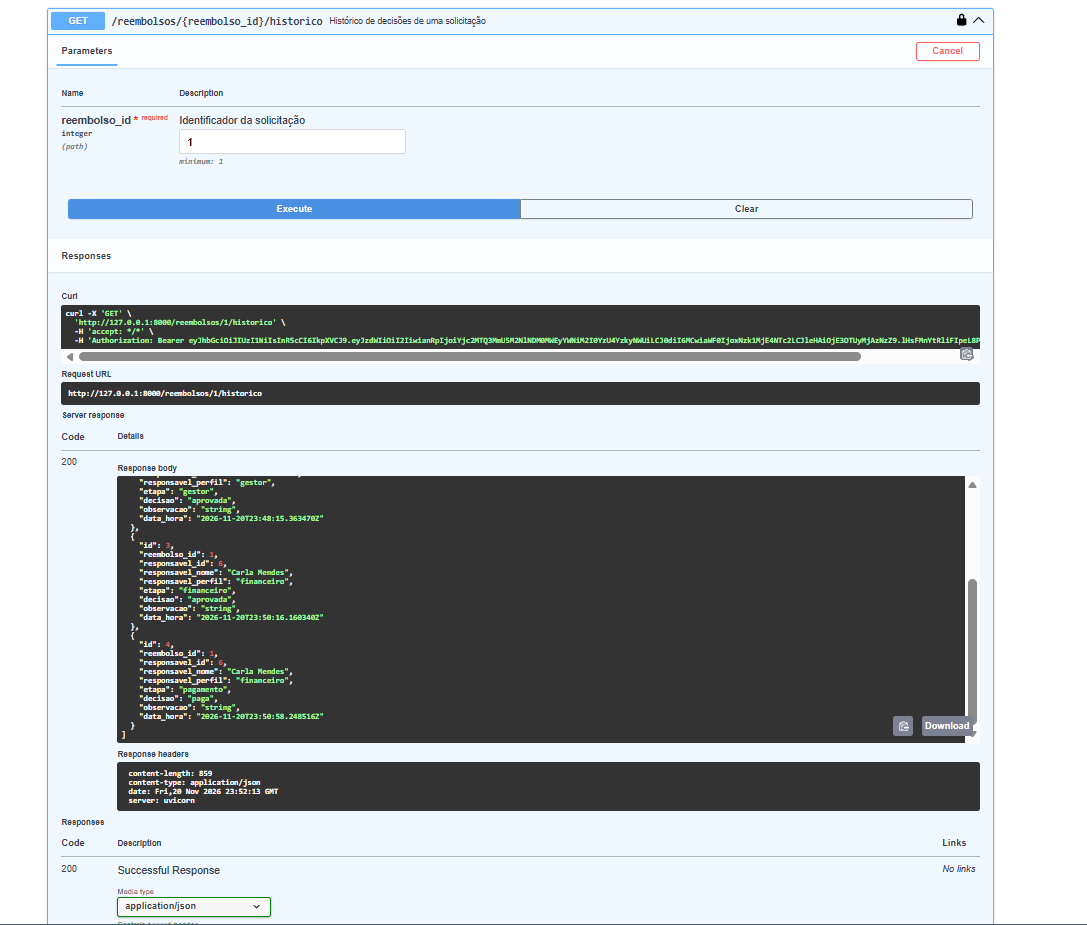 GET /reembolsos/{reembolso_id}/historico Histórico de decisões de uma solicitação
Parameters
Cancel
Name Description
reembolso_id * required Identificador da solicitação
integer
(path)
1
minimum: 1
Execute Clear
Responses
Curl
curl -X 'GET' \
'http://127.0.0.1:8000/reembolsos/1/historico' \
-H 'accept: */*' \
-H 'Authorization: Bearer
Request URL
http://127.0.0.1:8000/reembolsos/1/historico
Server response
Code Details
200
Response body
"responsavel_perfil": "gestor",
"etapa": "gestor",
"decisao": "aprovada",
"observacao": "string",
"data_hora": "2026-11-20T23:48:15.363470Z"
},
{
"id": 3,
"reembolso_id": 1,
"responsavel_id": 6,
"responsavel_nome": "Carla Mendes",
"responsavel_perfil": "financeiro",
"etapa": "financeiro",
"decisao": "aprovada",
"observacao": "string",
"data_hora": "2026-11-20T23:50:16.160340Z"
},
{
"id": 4,
"reembolso_id": 1,
"responsavel_id": 6,
"responsavel_nome": "Carla Mendes",
"responsavel_perfil": "financeiro",
"etapa": "pagamento",
"decisao": "paga",
"observacao": "string",
"data_hora": "2026-11-20T23:50:58.248516Z"
}
]
Download
Response headers
content-length: 859
content-type: application/json
date: Fri,20 Nov 2026 23:52:13 GMT
server: uvicorn
Responses
Code Description Links
200 Successful Response No links
Media type
application/json